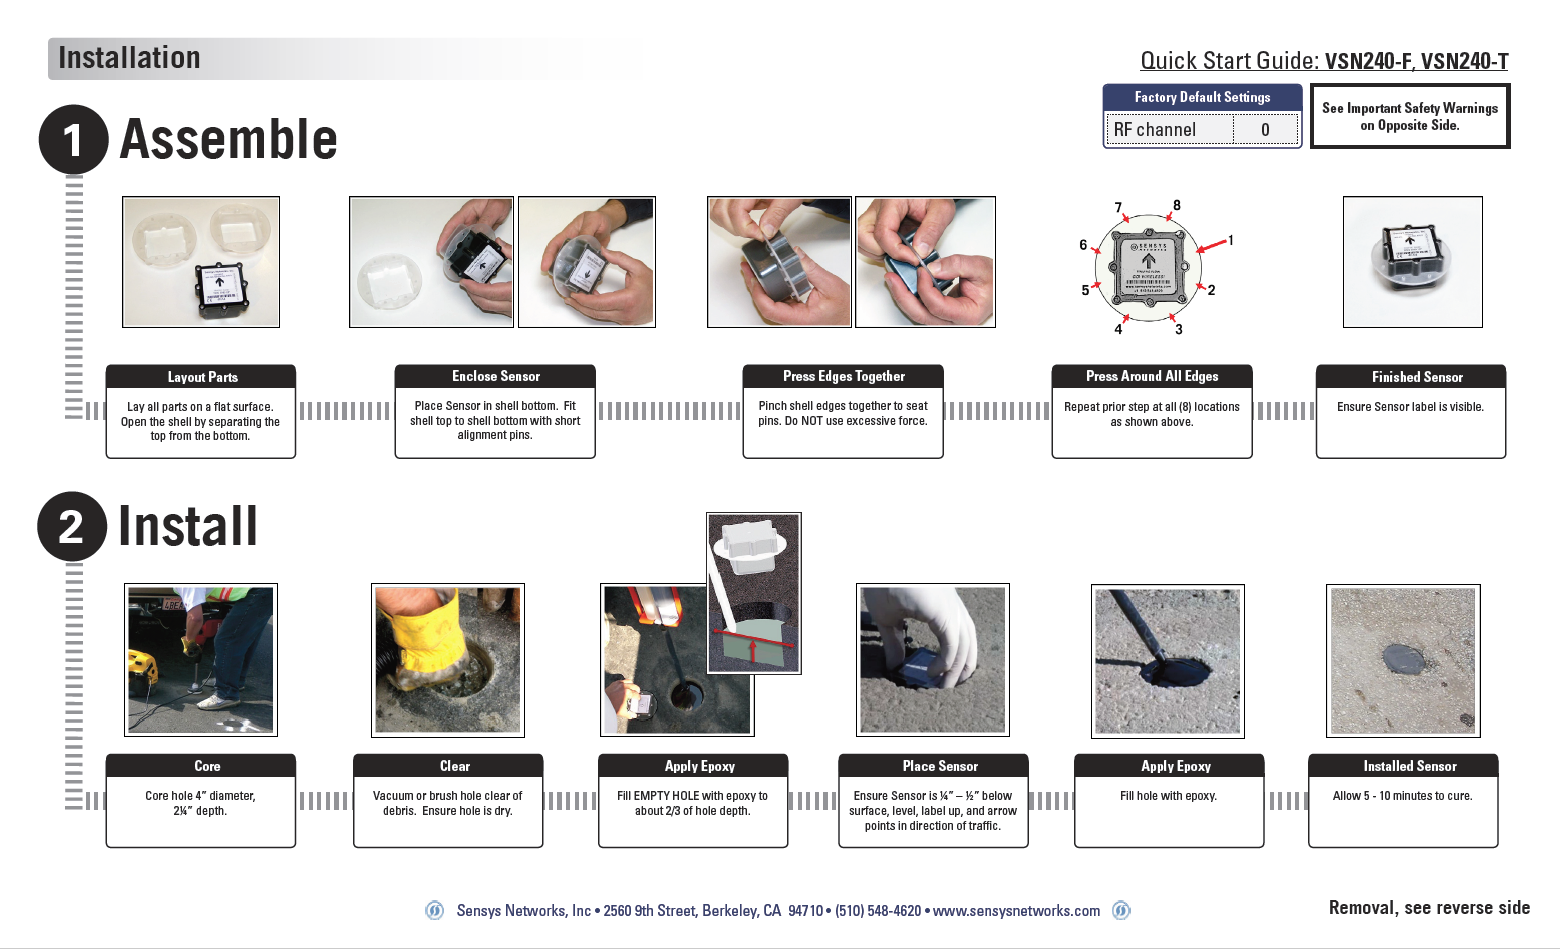 Installation
Quick Start Guide: VSN240-F, VSN240-T
Factory Default Settings
RF channel 0
See Important Safety Warnings
on Opposite Side.
1 Assemble
7
8
6
1
5
2
4
3
SENSYS
NETWORKS
Layout Parts
Lay all parts on a flat surface.
Open the shell by separating the
top from the bottom.
Enclose Sensor
Place Sensor in shell bottom. Fit
shell top to shell bottom with short
alignment pins.
Press Edges Together
Pinch shell edges together to seat
pins. Do NOT use excessive force.
Press Around All Edges
Repeat prior step at all (8) locations
as shown above.
Finished Sensor
Ensure Sensor label is visible.
2 Install
Core
Core hole 4” diameter,
2¼” depth.
Clear
Vacuum or brush hole clear of
debris. Ensure hole is dry.
Apply Epoxy
Fill EMPTY HOLE with epoxy to
about 2/3 of hole depth.
Place Sensor
Ensure Sensor is ¼” – ½” below
surface, level, label up, and arrow
points in direction of traffic.
Apply Epoxy
Fill hole with epoxy.
Installed Sensor
Allow 5 - 10 minutes to cure.
Sensys Networks, Inc • 2560 9th Street, Berkeley, CA 94710 • (510) 548-4620 • www.sensysnetworks.com
Removal, see reverse side